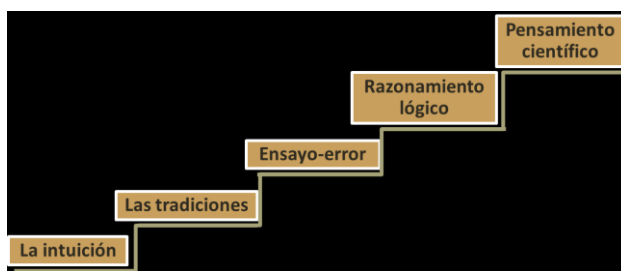 Pensamiento
científico
Razonamiento
lógico
Ensayo-error
Las tradiciones
La intuición